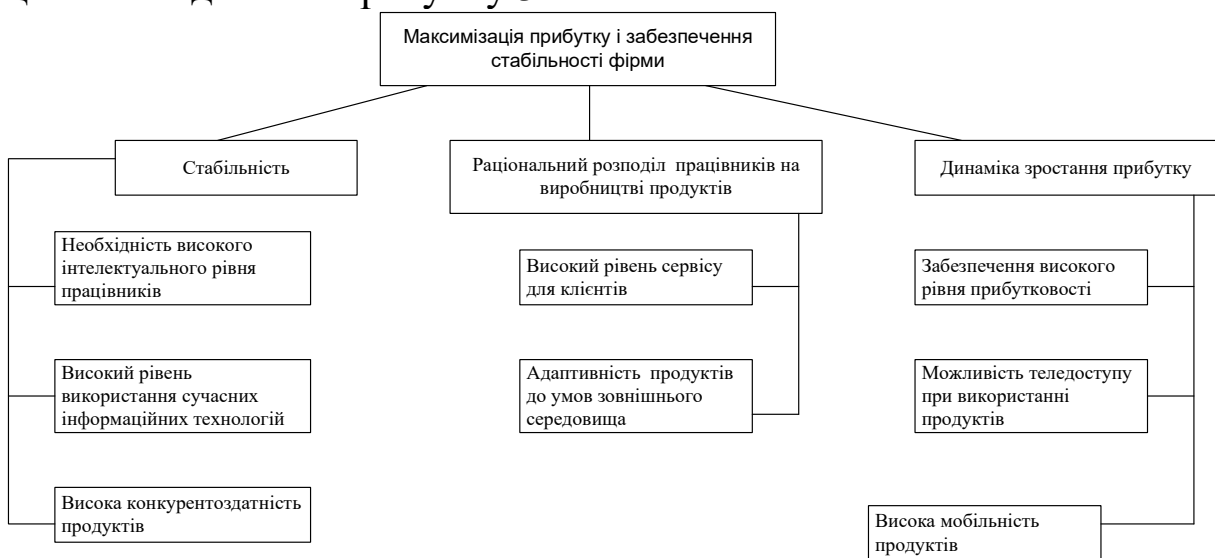 Максимізація прибутку і забезпечення
стабільності фірми
Стабільність
Необхідність високого
інтелектуального рівня
працівників
Високий рівень
використання сучасних
інформаційних технологій
Висока конкурентоздатність
продуктів
Раціональний розподіл працівників на
виробництві продуктів
Високий рівень сервісу
для клієнтів
Адаптивність продуктів
до умов зовнішнього
середовища
Динаміка зростання прибутку
Забезпечення високого
рівня прибутковості
Можливість теледоступу
при використанні
продуктів
Висока мобільність
продуктів